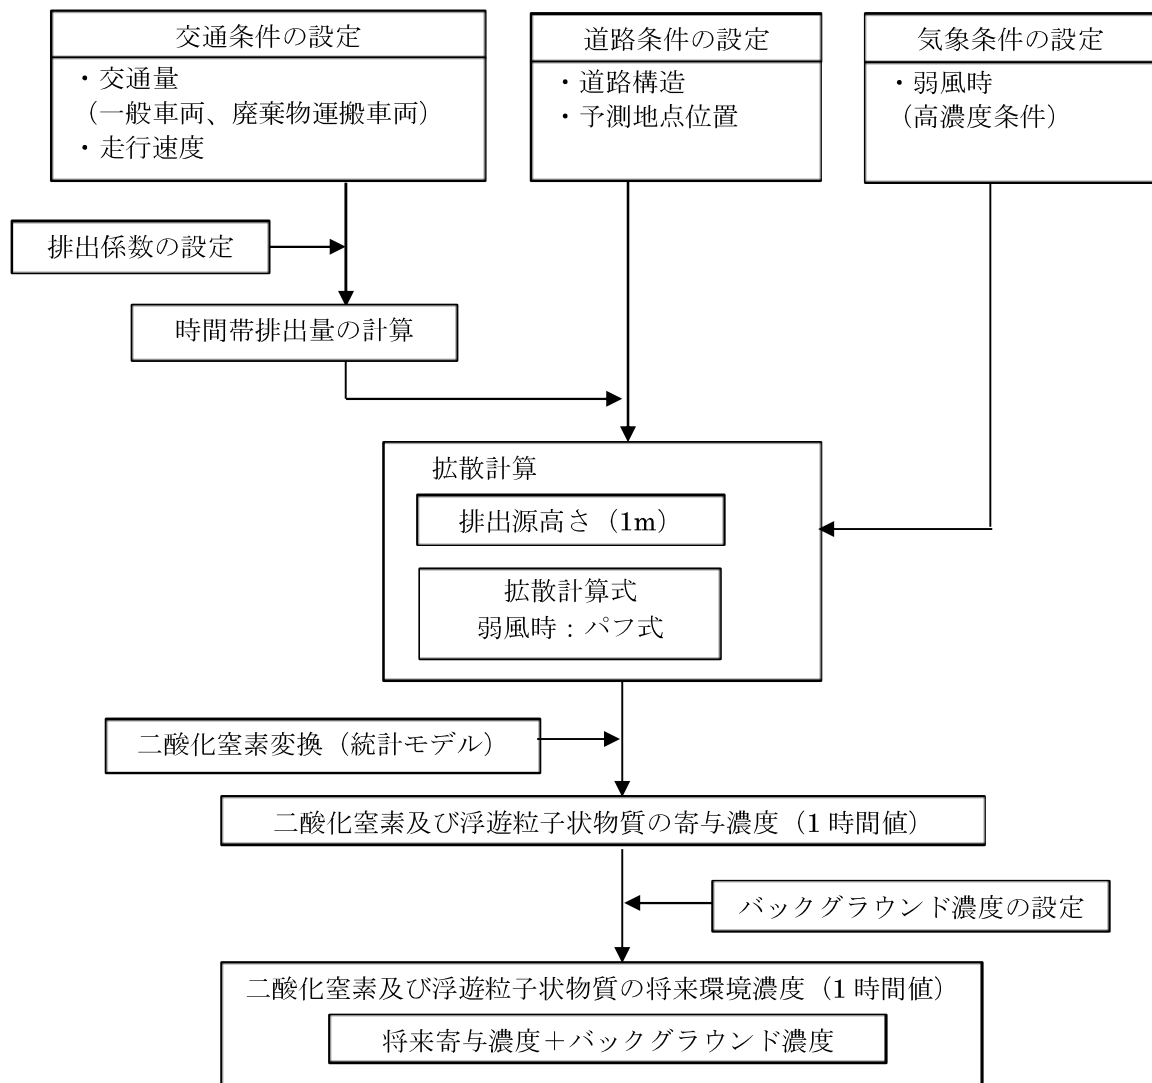 交通条件の設定
・交通量
（一般車両、廃棄物運搬車両）
・走行速度
道路条件の設定
・道路構造
・予測地点位置
気象条件の設定
・弱風時
（高濃度条件）
排出係数の設定
時間帯排出量の計算
拡散計算
排出源高さ（1m）
拡散計算式
弱風時：パフ式
二酸化窒素変換（統計モデル）
二酸化窒素及び浮遊粒子状物質の寄与濃度（1 時間値）
バックグラウンド濃度の設定
二酸化窒素及び浮遊粒子状物質の将来環境濃度（1 時間値）
将来寄与濃度＋バックグラウンド濃度